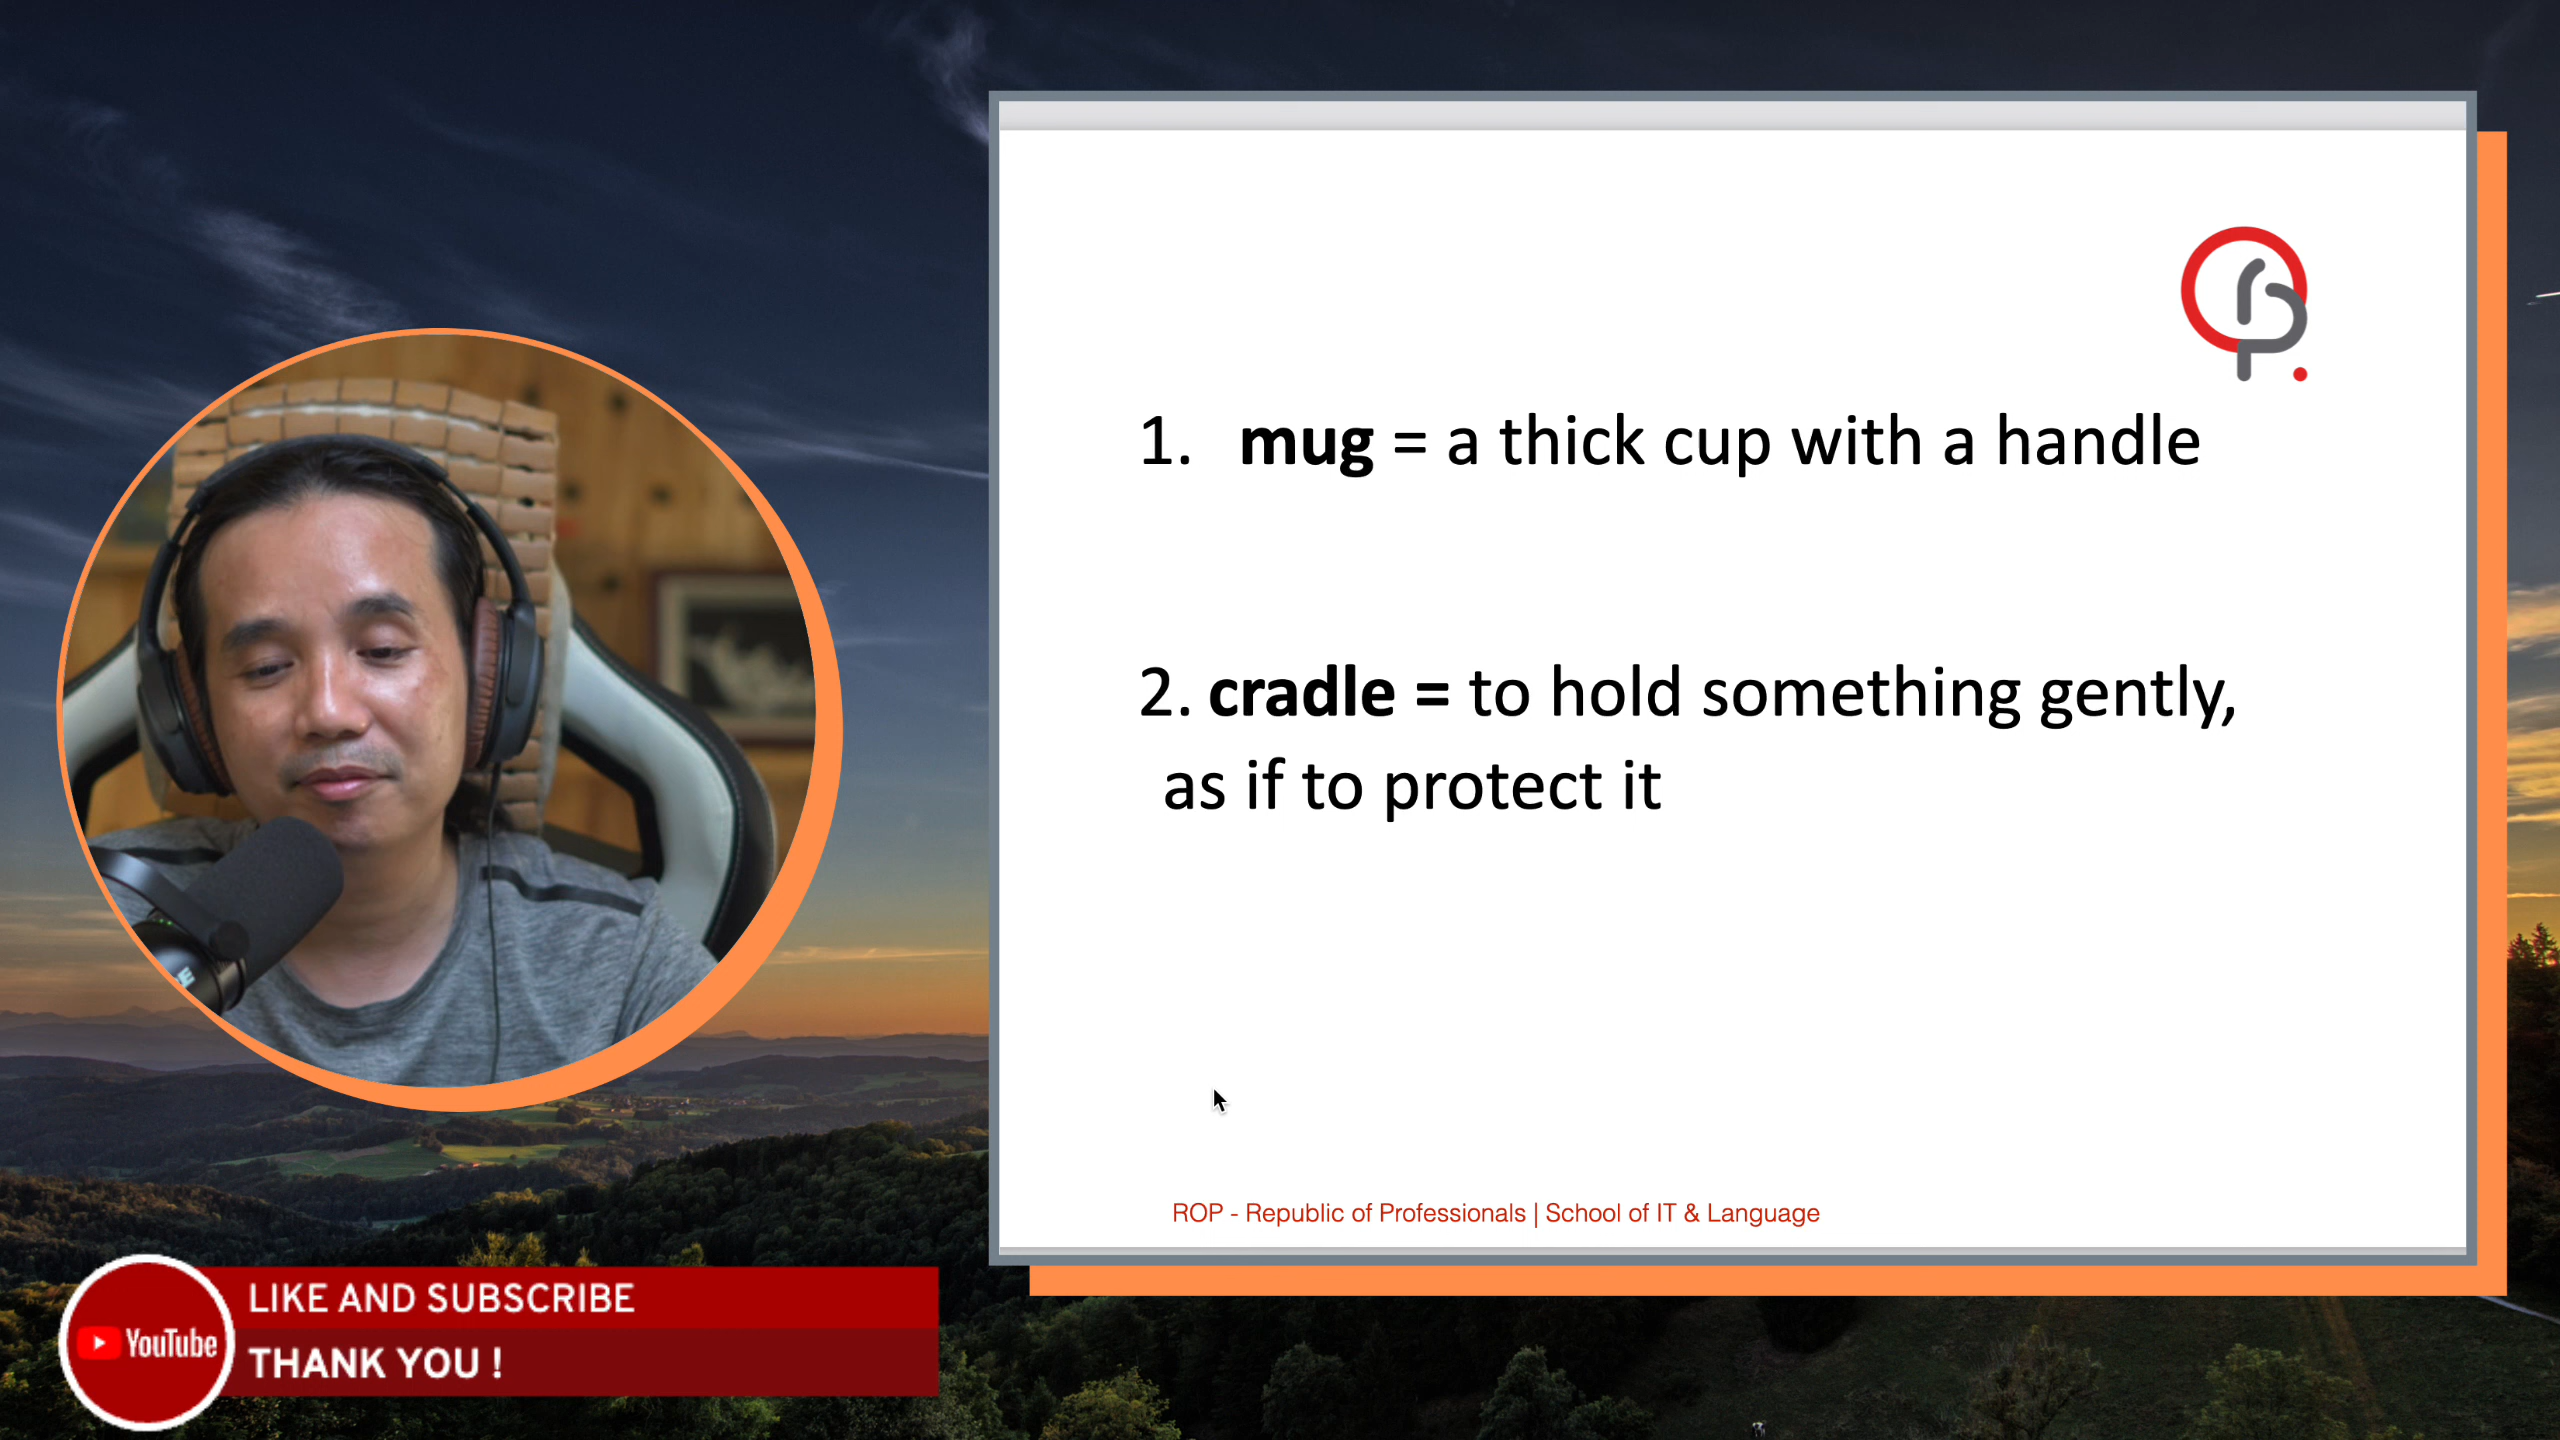 1. mug = a thick cup with a handle
2. cradle = to hold something gently,
as if to protect it
ROP - Republic of Professionals | School of IT & Language
LIKE AND SUBSCRIBE
YouTube
THANK YOU !